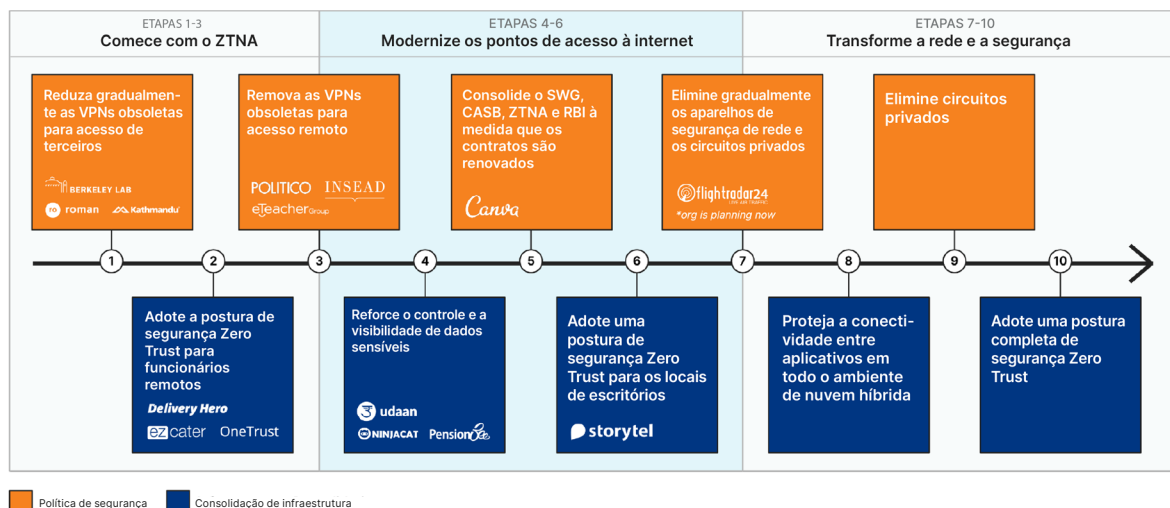 ETAPAS 1-3
Comece com o ZTNA
ETAPAS 4-6
Modernize os pontos de acesso à internet
ETAPAS 7-10
Transforme a rede e a segurança
Reduza gradualmen-
te as VPNs obsoletas
para acesso de
terceiros
BERKELEY LAB
ro roman
Kathmandu
Remova as VPNs
obsoletas para
acesso remoto
POLITICO
INSEAD
eTeacherGroup
Consolide o SWG,
CASB, ZTNA e RBI à
medida que os
contratos são
renovados
Canva
Elimine gradualmente
os aparelhos de
segurança de rede e
os circuitos privados
flightradar24
LIVE AIR TRAFFIC
*org is planning now
Elimine circuitos
privados
1
2
3
4
5
6
7
8
9
10
Adote a postura de
segurança Zero
Trust para
funcionários
remotos
Delivery Hero
ezcater
OneTrust
Reforce o controle e a
visibilidade de dados
sensíveis
udaan
NINJACAT
PensionBee
Adote uma
postura de
segurança Zero
Trust para os locais
de escritórios
storytel
Proteja a conecti-
vidade entre
aplicativos em
todo o ambiente
de nuvem híbrida
Adote uma postura
completa de
segurança Zero
Trust
Política de segurança
Consolidação de infraestrutura